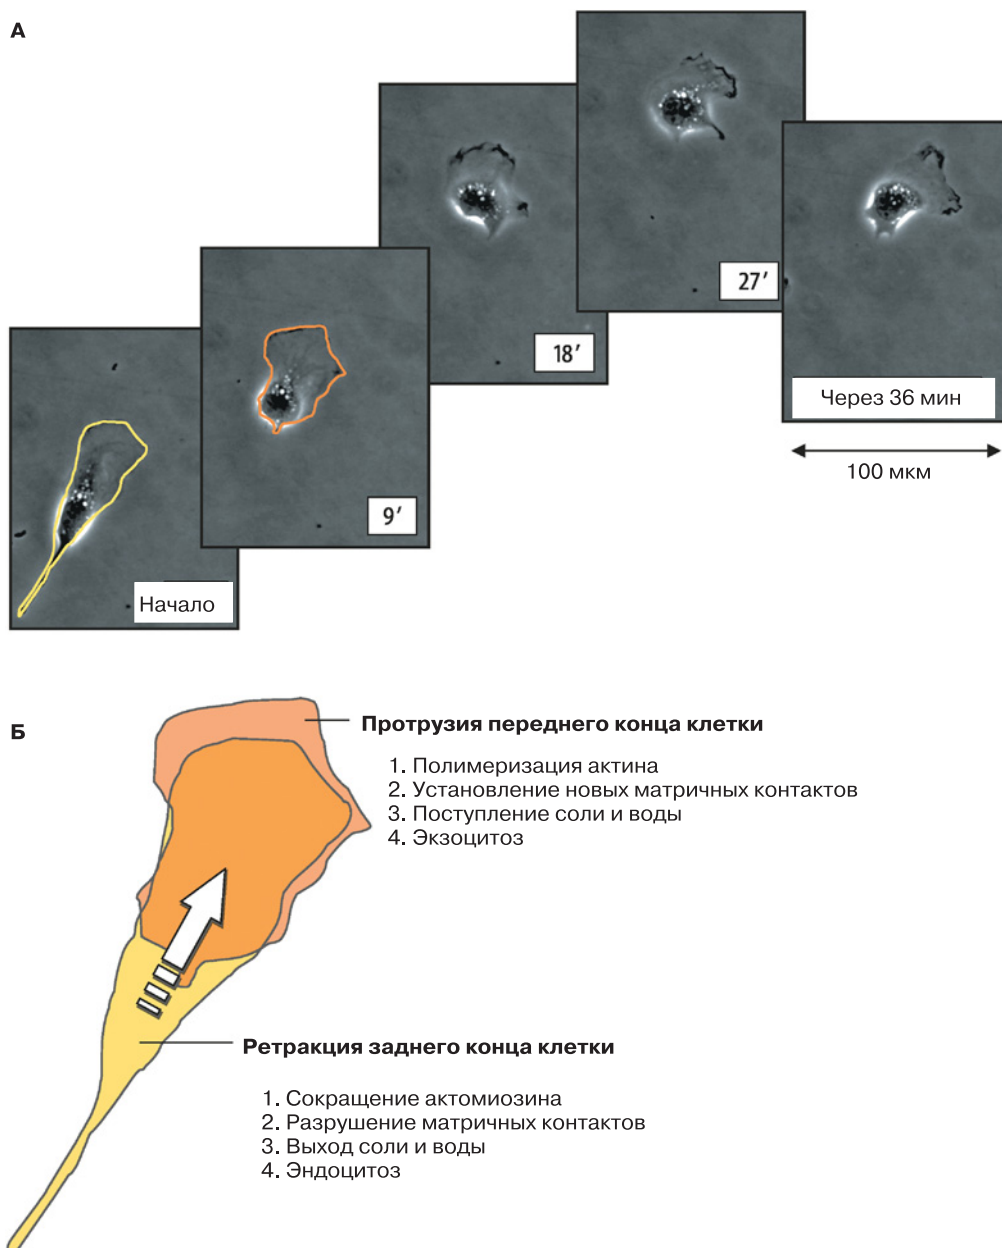 А
Начало
9′
18′
27′
Через 36 мин
100 мкм
Б
Протрузия переднего конца клетки
1. Полимеризация актина
2. Установление новых матричных контактов
3. Поступление соли и воды
4. Экзоцитоз
Ретракция заднего конца клетки
1. Сокращение актомиозина
2. Разрушение матричных контактов
3. Выход соли и воды
4. Эндоцитоз